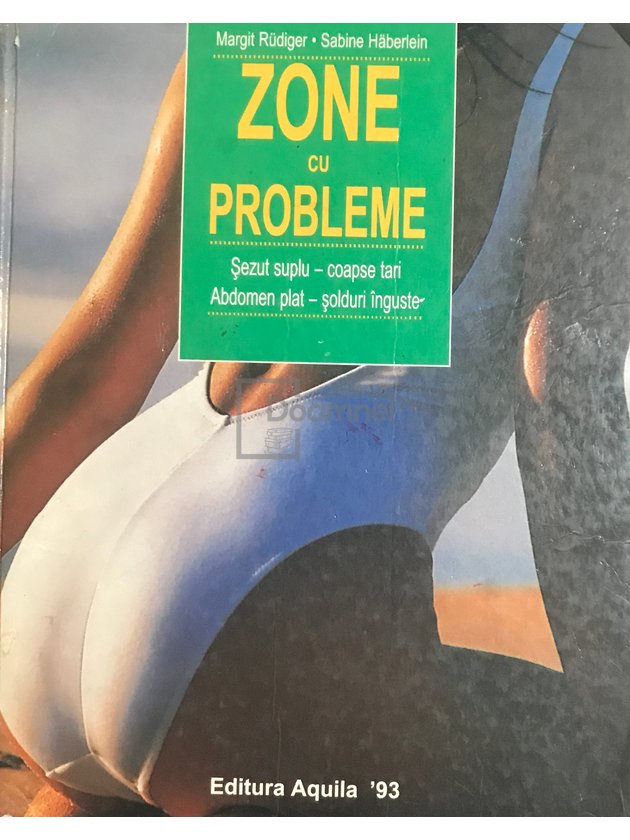 Margit Rüdiger • Sabine Häberlein
ZONE
CU
PROBLEME
Şezut suplu – coapse tari
Abdomen plat – şolduri înguste
Editura Aquila '93